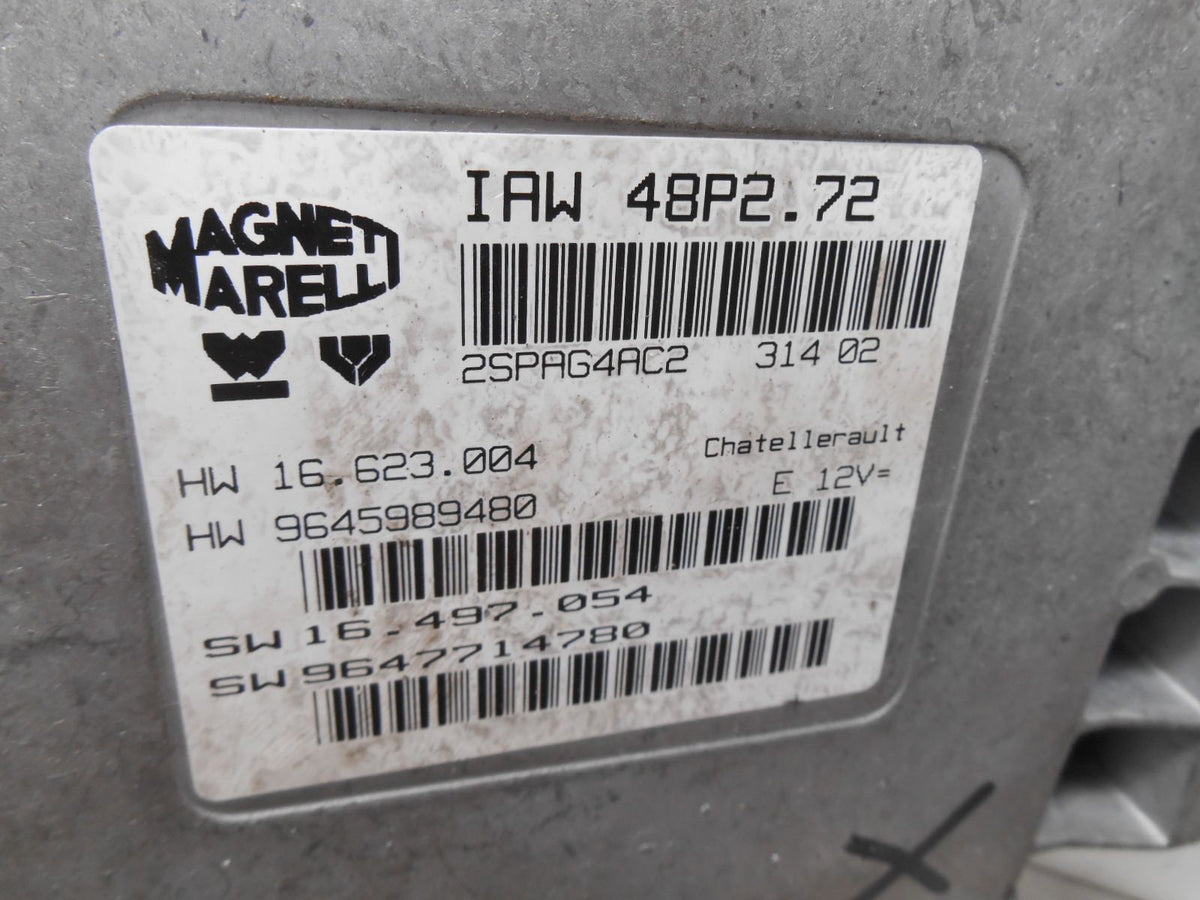 MAGNETI
MARELLI
IAW 48P2.72
2SPAG4AC2 314 02
Chatellerault
E 12V=
HW 16.623.004
HW 9645989480
SW 16-497-054
SW 9647714780